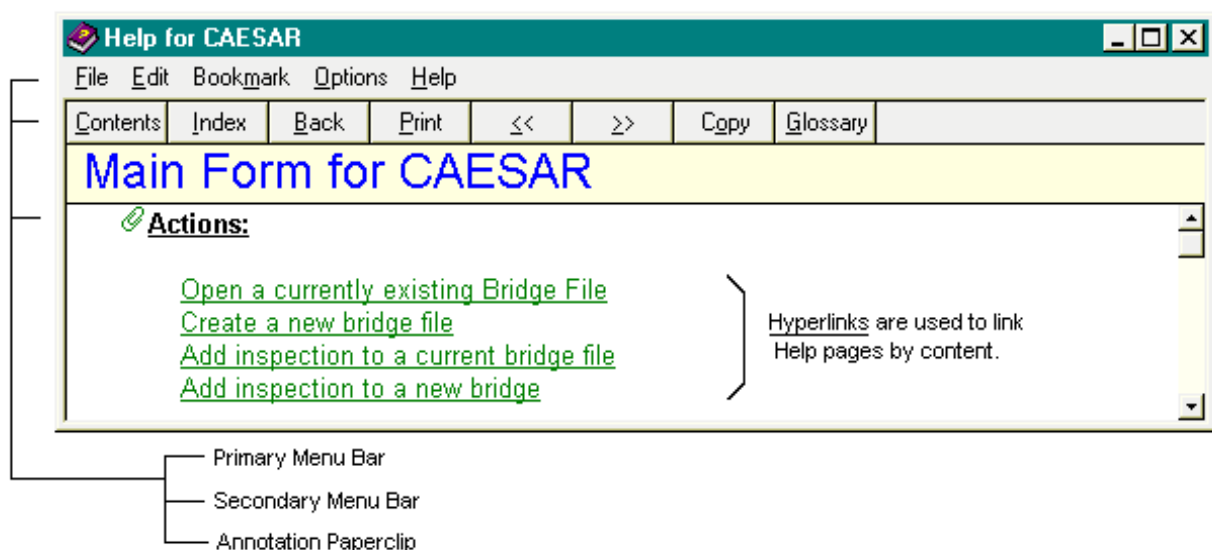 Help for CAESAR
File Edit Bookmark Options Help
Contents Index Back Print << >> Copy Glossary
Main Form for CAESAR
Actions:
Open a currently existing Bridge File
Create a new bridge file
Add inspection to a current bridge file
Add inspection to a new bridge
Hyperlinks are used to link
Help pages by content.
Primary Menu Bar
Secondary Menu Bar
Annotation Paperclip